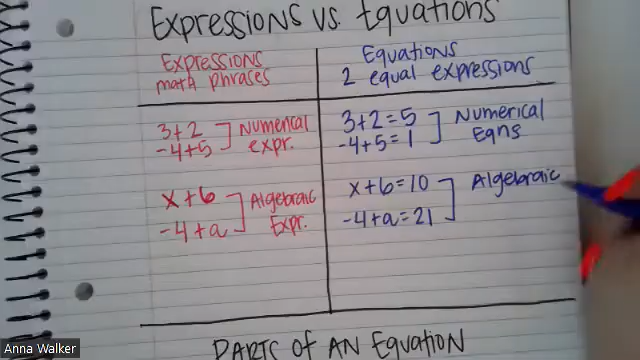 Expressions vs. Equations
Expressions
math phrases
Equations
2 equal expressions
3+2
-4+5
Numerical
expr.
3+2=5
-4+5=1
Numerical
Eqns
x+6
-4+a
Algebraic
Expr.
x+6=10
-4+a=21
Algebraic
PARTS OF AN EQUATION
Anna Walker